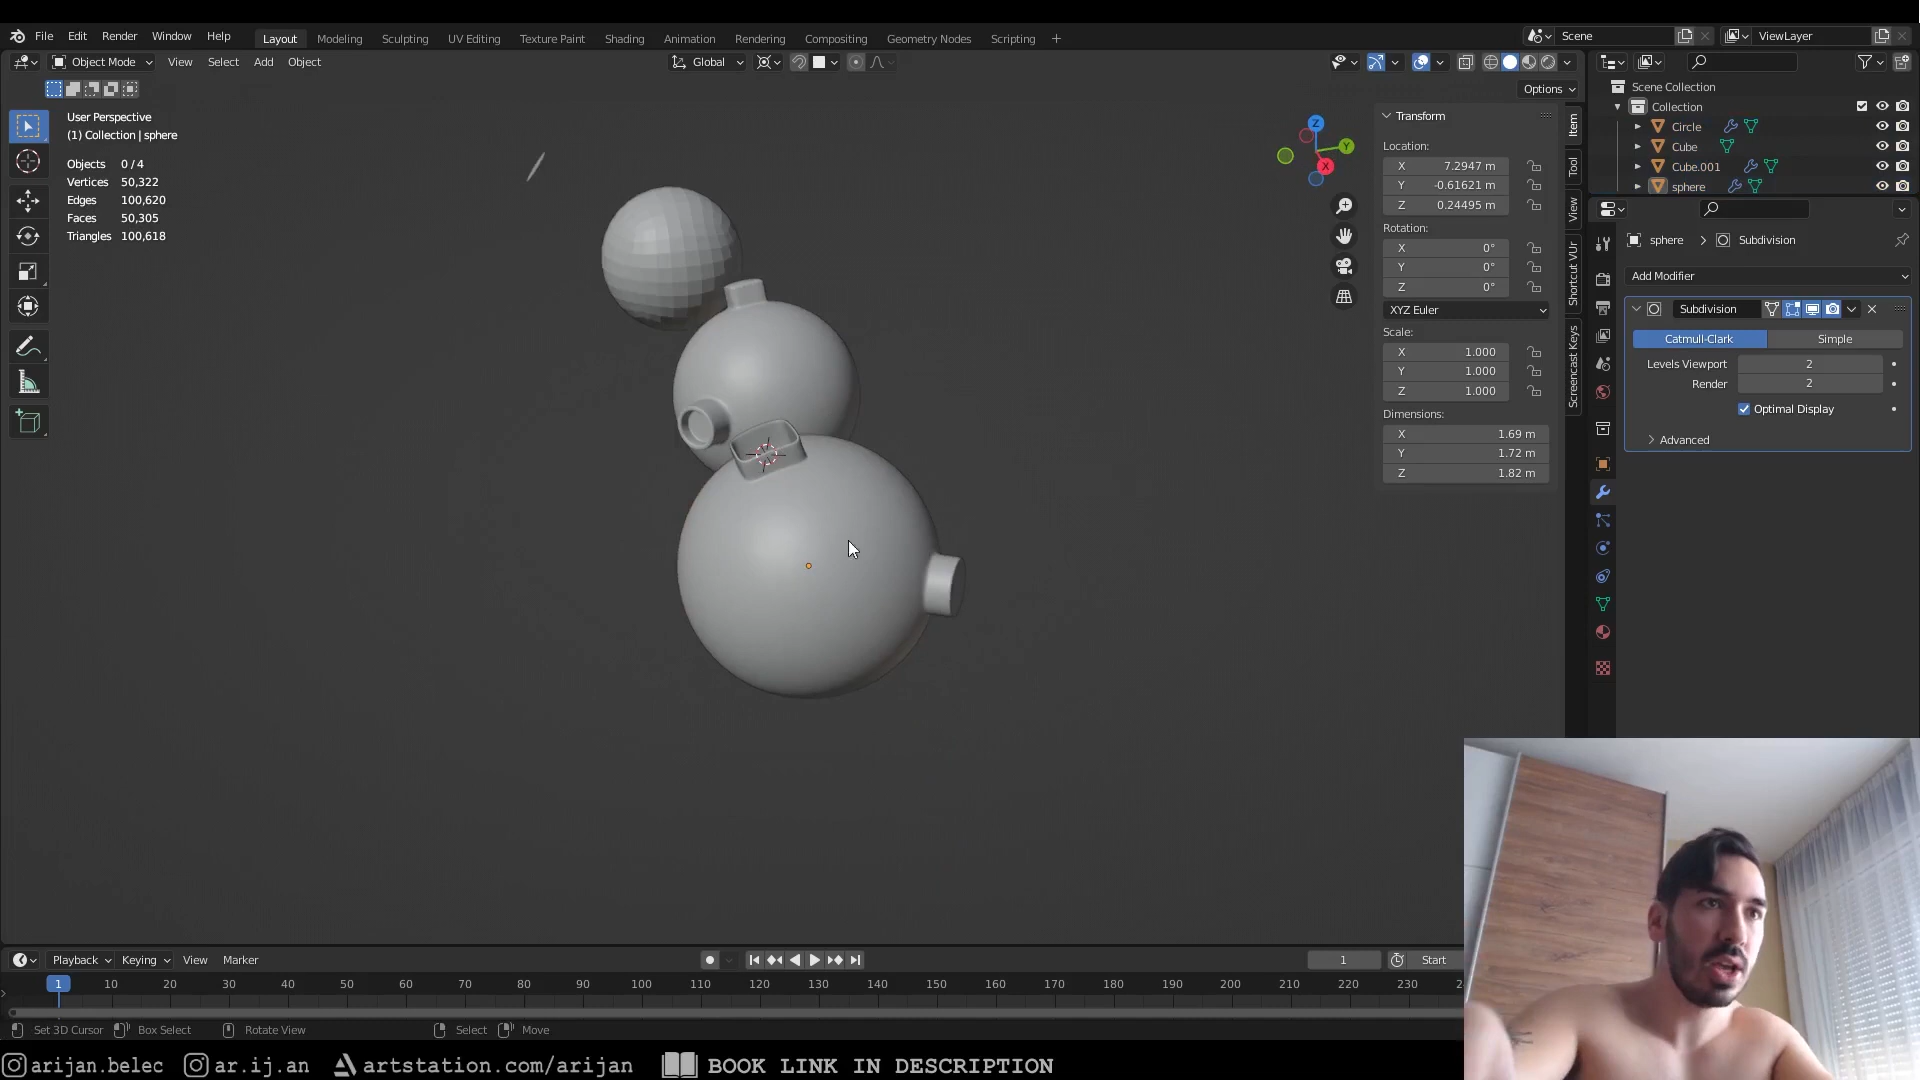 File Edit Render Window Help Layout Modeling Sculpting UV Editing Texture Paint Shading Animation Rendering Compositing Geometry Nodes Scripting + Scene ViewLayer
Object Mode View Select Add Object Global
Options
User Perspective
(1) Collection | sphere
Objects 0 / 4
Vertices 50,322
Edges 100,620
Faces 50,305
Triangles 100,618
Z
Y
X
Transform
Location:
X 7.2947 m
Y -0.61621 m
Z 0.24495 m
Rotation:
X 0°
Y 0°
Z 0°
XYZ Euler
Scale:
X 1.000
Y 1.000
Z 1.000
Dimensions:
X 1.69 m
Y 1.72 m
Z 1.82 m
Item
Tool
View
Shortcut VUr
Screencast Keys
Scene Collection
Collection
Circle
Cube
Cube.001
sphere
sphere > Subdivision
Add Modifier
Subdivision
Catmull-Clark Simple
Levels Viewport 2
Render 2
Optimal Display
Advanced
Playback Keying View Marker 1 Start
1 10 20 30 40 50 60 70 80 90 100 110 120 130 140 150 160 170 180 190 200 210 220 230
Set 3D Cursor Box Select Rotate View Select Move
arijan.belec ar.ij.an artstation.com/arijan BOOK LINK IN DESCRIPTION